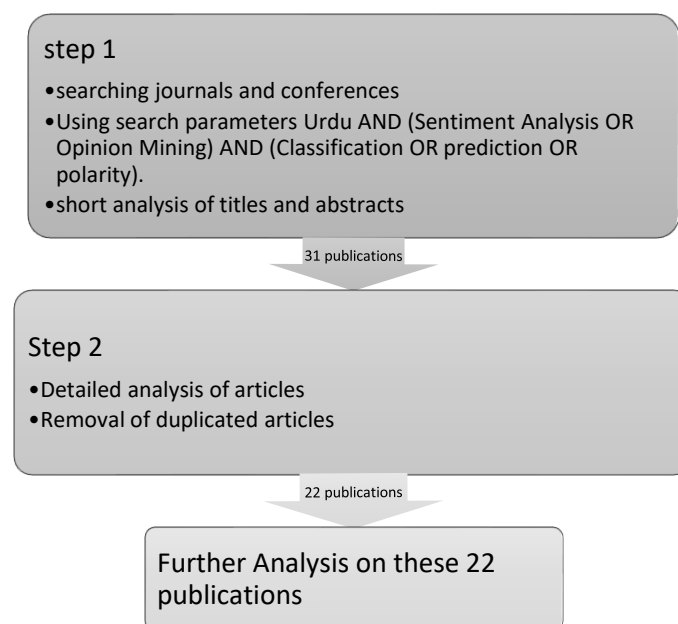 step 1
•searching journals and conferences
•Using search parameters Urdu AND (Sentiment Analysis OR
Opinion Mining) AND (Classification OR prediction OR
polarity).
•short analysis of titles and abstracts
31 publications
Step 2
•Detailed analysis of articles
•Removal of duplicated articles
22 publications
Further Analysis on these 22
publications